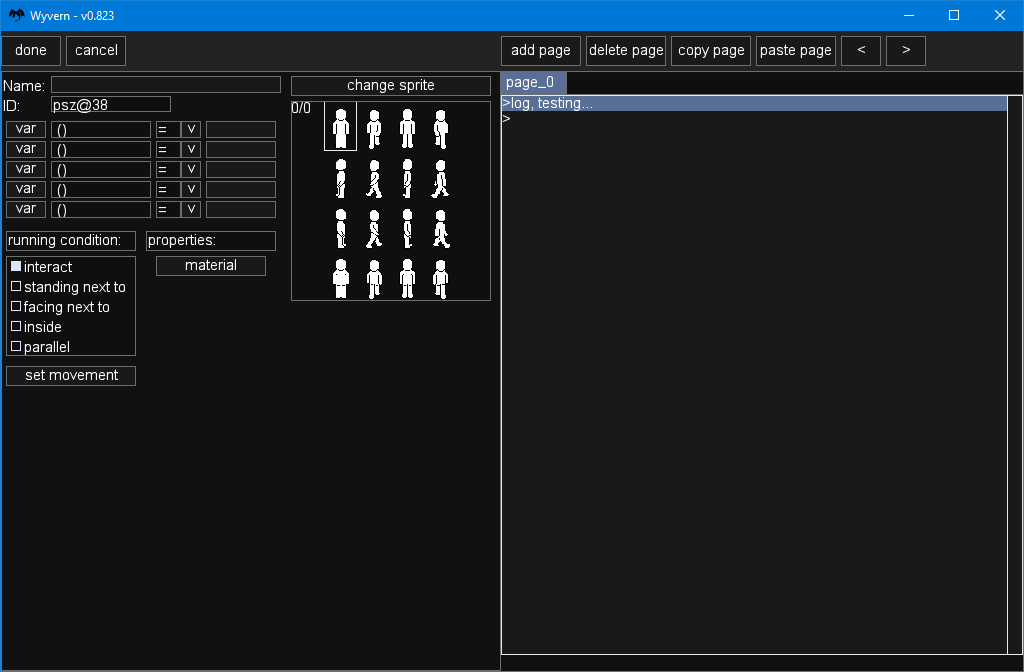 Wyvern - v0.823
done cancel add page delete page copy page paste page < >
Name:
ID: psz@38
var () = v
var () = v
var () = v
var () = v
var () = v
running condition: properties:
interact material
standing next to
facing next to
inside
parallel
set movement
change sprite
0/0
page_0
>log, testing...
>